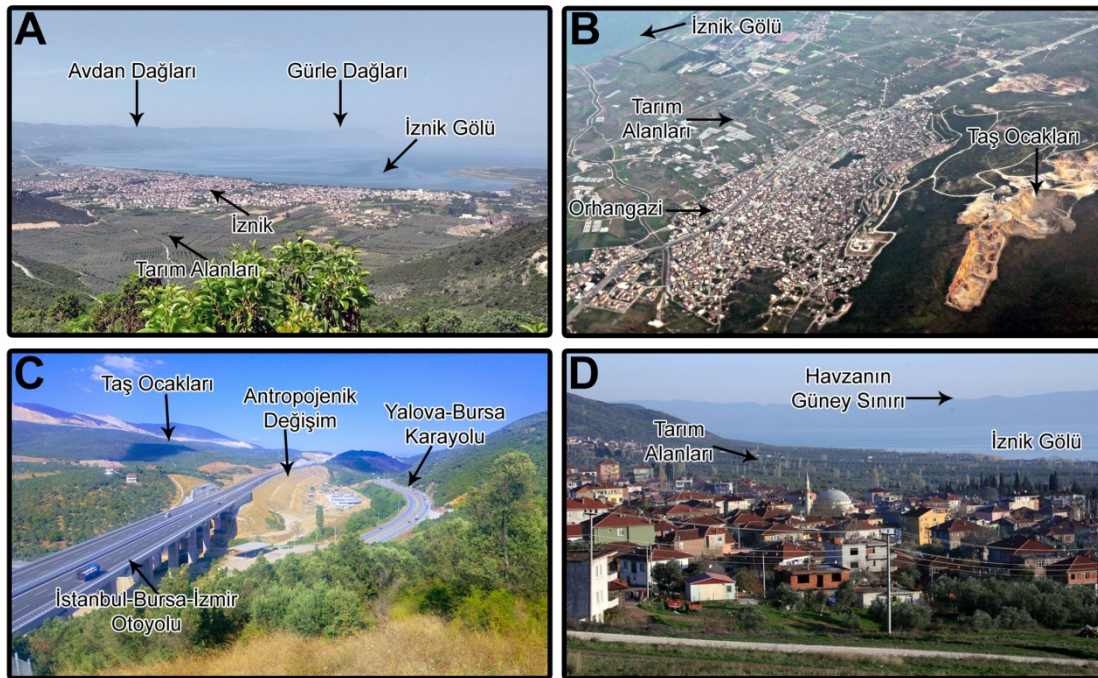 A
Avdan Dağları
Gürle Dağları
İznik Gölü
İznik
Tarım Alanları
B
İznik Gölü
Tarım
Alanları
Taş Ocakları
Orhangazi
C
Taş Ocakları
Antropojenik
Değişim
Yalova-Bursa
Karayolu
İstanbul-Bursa-İzmir
Otoyolu
D
Havzanın
Güney Sınırı
Tarım
Alanları
İznik Gölü